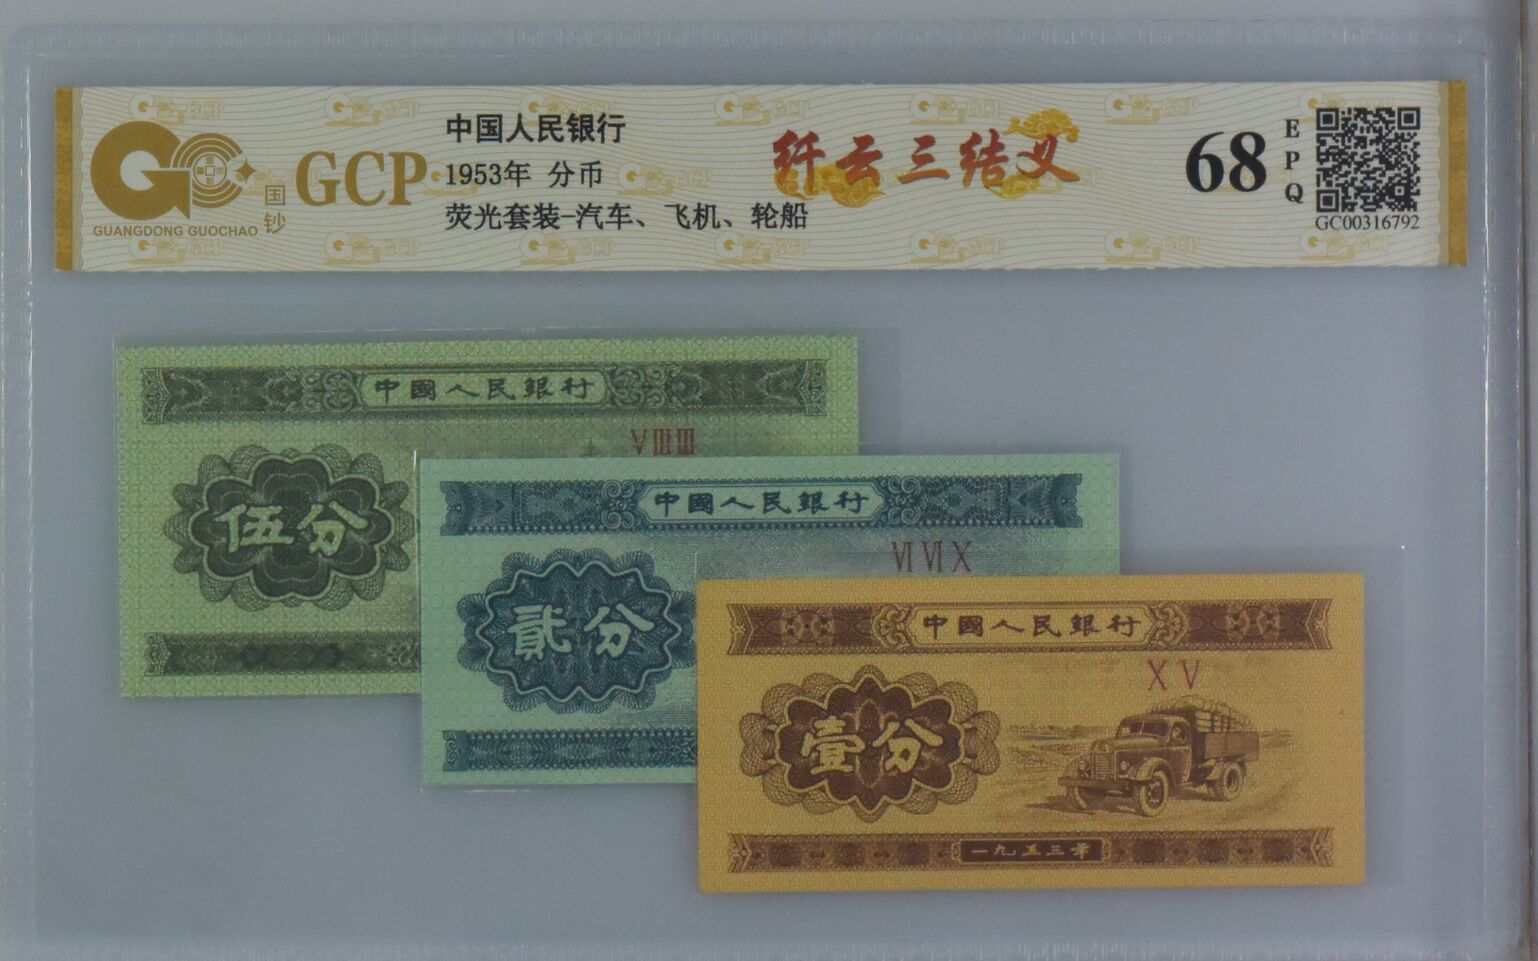 GUANGDONG GUOCHAO
国钞
GCP
中国人民银行
1953年 分币
荧光套装-汽车、飞机、轮船
纤云三结义
68
EPQ
GC00316792
中國人民銀行
VⅢⅢ
伍分
中國人民銀行
ⅥⅥⅩ
貳分
中國人民銀行
ⅩⅤ
壹分
一九五三年